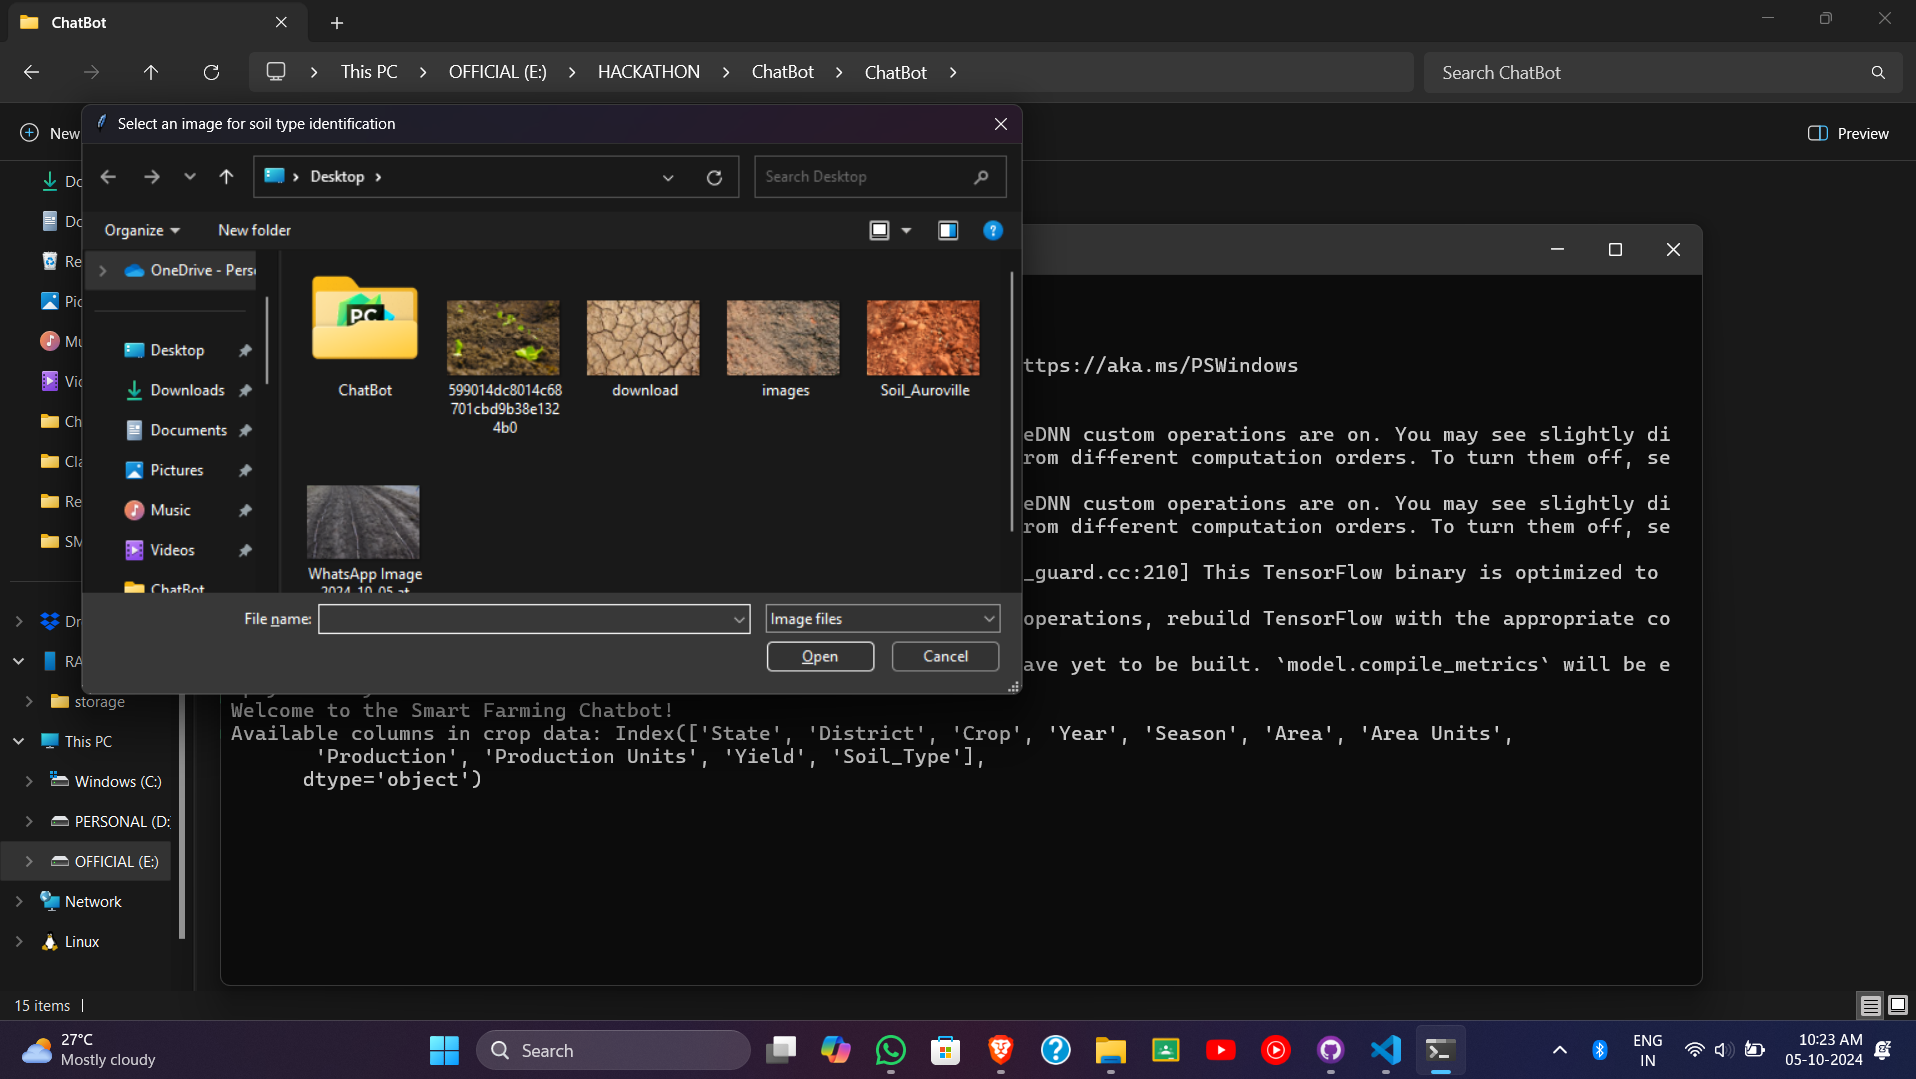 ChatBot
This PC
OFFICIAL (E:)
HACKATHON
ChatBot
ChatBot
Search ChatBot
New
Preview
Select an image for soil type identification
Desktop
Search Desktop
Organize
New folder
OneDrive - Pers
Desktop
Downloads
Documents
Pictures
Music
Videos
ChatBot
ChatBot
599014dc8014c68
701cbd9b38e132
4b0
download
images
Soil_Auroville
WhatsApp Image
2024-10-05 at
File name:
Image files
Open
Cancel
ttps://aka.ms/PSWindows
eDNN custom operations are on. You may see slightly di
rom different computation orders. To turn them off, se
eDNN custom operations are on. You may see slightly di
rom different computation orders. To turn them off, se
_guard.cc:210] This TensorFlow binary is optimized to
operations, rebuild TensorFlow with the appropriate co
ave yet to be built. `model.compile_metrics` will be e
Welcome to the Smart Farming Chatbot!
Available columns in crop data: Index(['State', 'District', 'Crop', 'Year', 'Season', 'Area', 'Area Units',
'Production', 'Production Units', 'Yield', 'Soil_Type'],
dtype='object')
Do
Do
Re
Pic
Mu
Vid
Ch
Cla
Re
SM
Dr
RA
storage
This PC
Windows (C:)
PERSONAL (D:
OFFICIAL (E:)
Network
Linux
15 items
27°C
Mostly cloudy
Search
ENG
IN
10:23 AM
05-10-2024